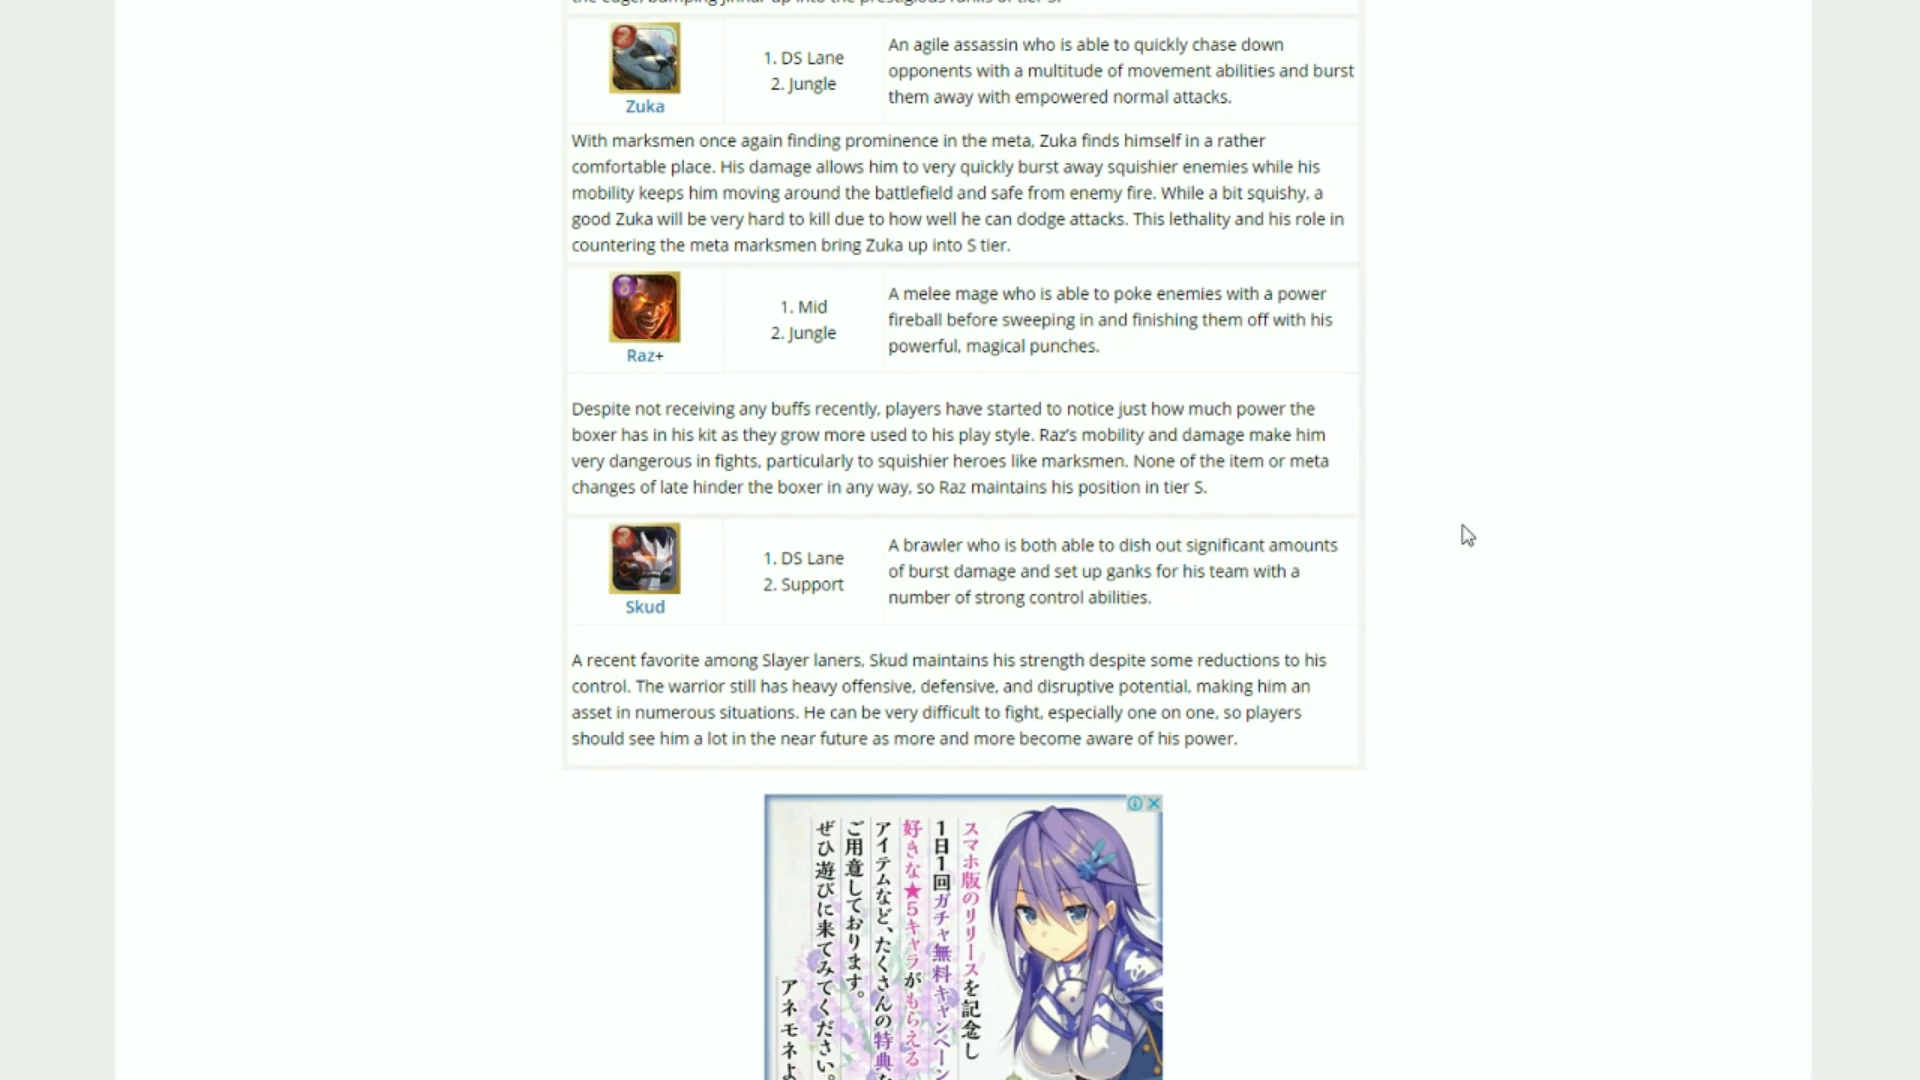 Zuka
1. DS Lane
2. Jungle
An agile assassin who is able to quickly chase down
opponents with a multitude of movement abilities and burst
them away with empowered normal attacks.
With marksmen once again finding prominence in the meta, Zuka finds himself in a rather
comfortable place. His damage allows him to very quickly burst away squishier enemies while his
mobility keeps him moving around the battlefield and safe from enemy fire. While a bit squishy, a
good Zuka will be very hard to kill due to how well he can dodge attacks. This lethality and his role in
countering the meta marksmen bring Zuka up into S tier.
Raz+
1. Mid
2. Jungle
A melee mage who is able to poke enemies with a power
fireball before sweeping in and finishing them off with his
powerful, magical punches.
Despite not receiving any buffs recently, players have started to notice just how much power the
boxer has in his kit as they grow more used to his play style. Raz's mobility and damage make him
very dangerous in fights, particularly to squishier heroes like marksmen. None of the item or meta
changes of late hinder the boxer in any way, so Raz maintains his position in tier S.
Skud
1. DS Lane
2. Support
A brawler who is both able to dish out significant amounts
of burst damage and set up ganks for his team with a
number of strong control abilities.
A recent favorite among Slayer laners, Skud maintains his strength despite some reductions to his
control. The warrior still has heavy offensive, defensive, and disruptive potential, making him an
asset in numerous situations. He can be very difficult to fight, especially one on one, so players
should see him a lot in the near future as more and more become aware of his power.
スマホ版のリリースを記念し
1日1回ガチャ無料キャンペーン
好きな★5キャラがもらえる
アイテムなど、たくさんの特典を
ご用意しております。
ぜひ遊びに来てみてください。
アネモネよ